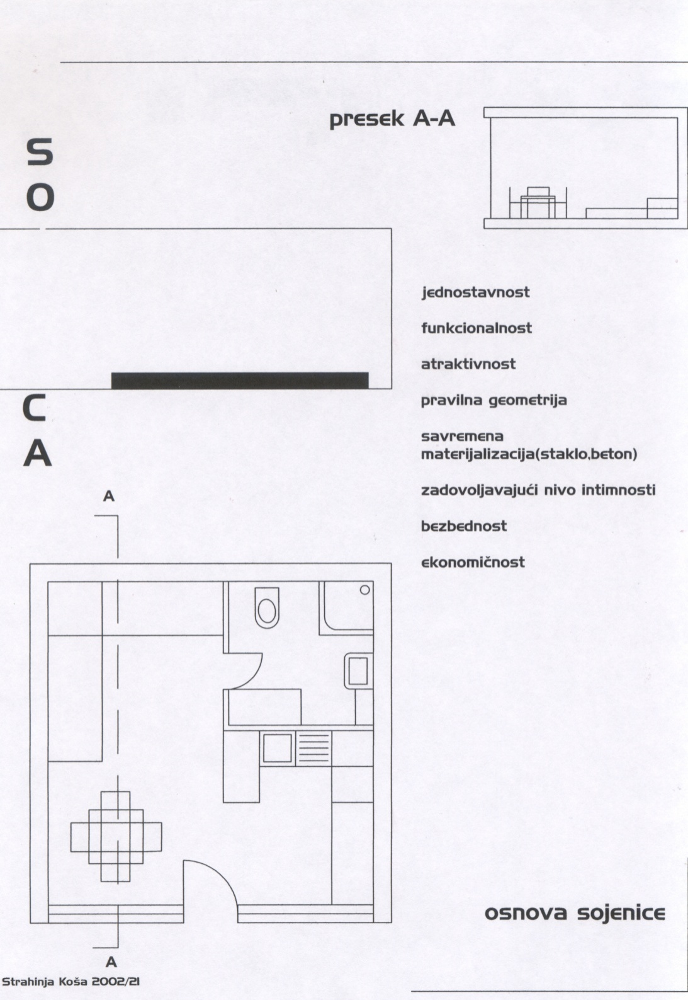 presek A-A
S
O
C
A
jednostavnost
funkcionalnost
atraktivnost
pravilna geometrija
savremena
materijalizacija(staklo,beton)
zadovoljavajući nivo intimnosti
bezbednost
ekonomičnost
A
osnova sojenice
A
Strahinja Koša 2002/21